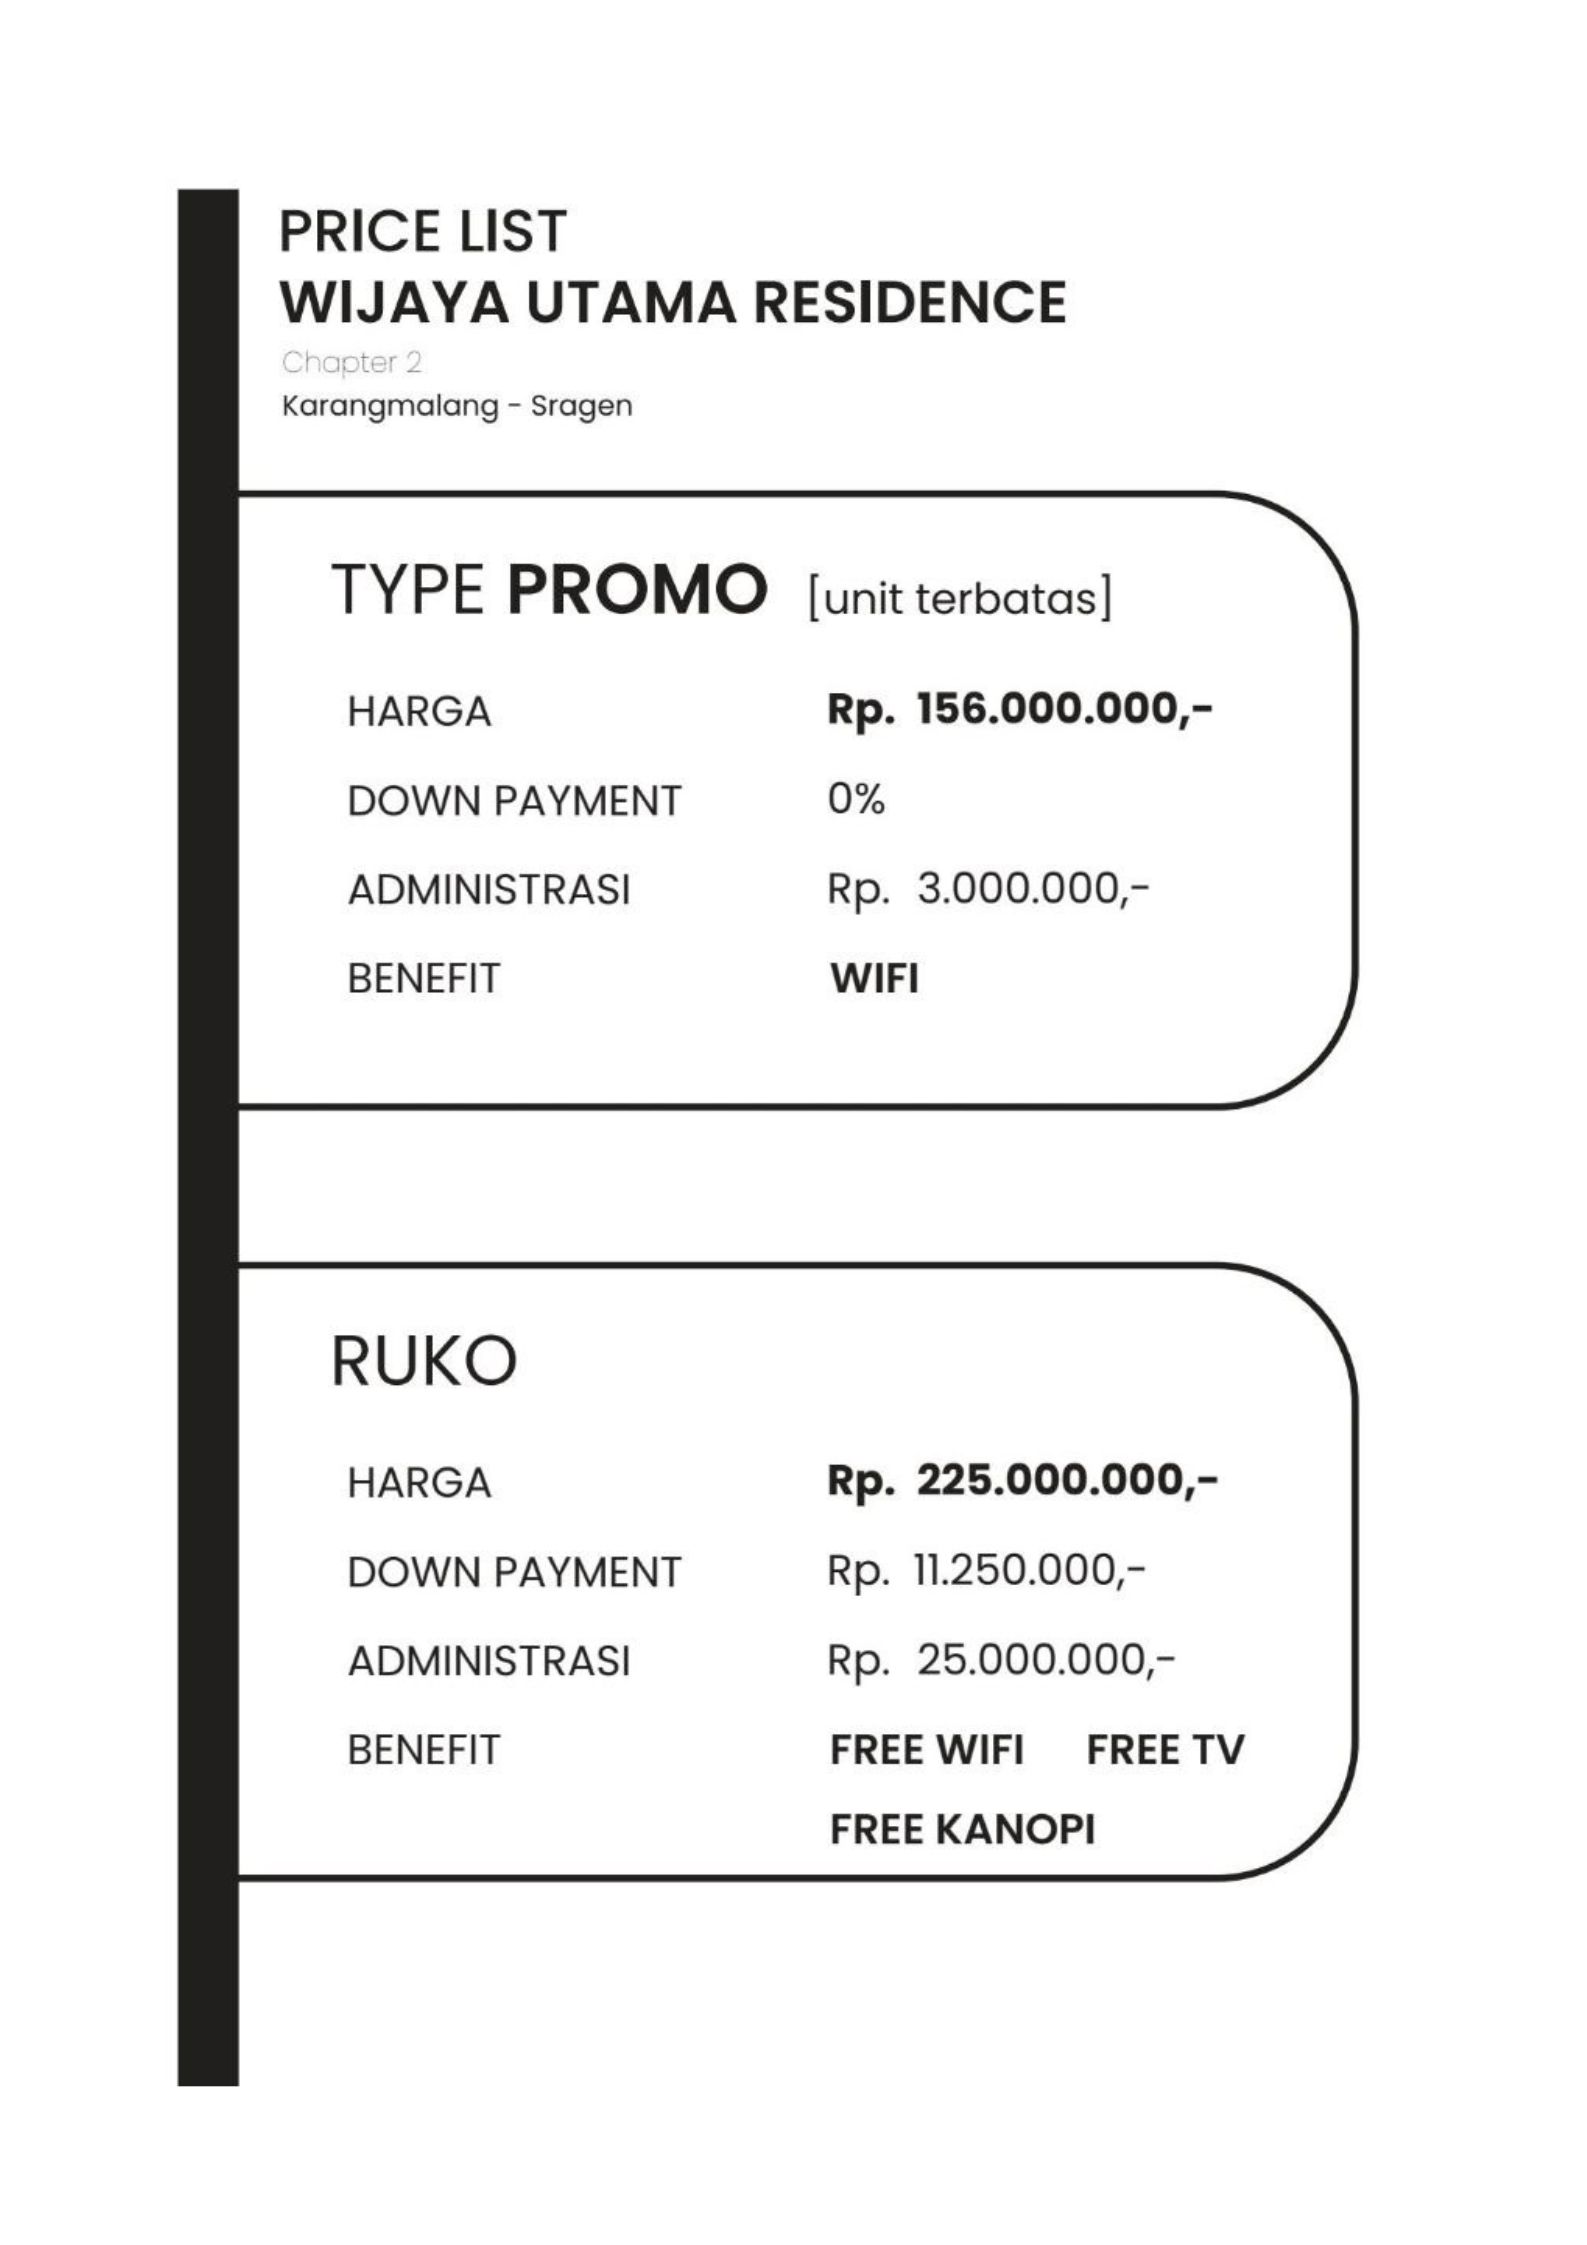 PRICE LIST
WIJAYA UTAMA RESIDENCE
Chapter 2
Karangmalang - Sragen
TYPE PROMO [unit terbatas]
HARGA Rp. 156.000.000,-
DOWN PAYMENT 0%
ADMINISTRASI Rp. 3.000.000,-
BENEFIT WIFI
RUKO
HARGA Rp. 225.000.000,-
DOWN PAYMENT Rp. 11.250.000,-
ADMINISTRASI Rp. 25.000.000,-
BENEFIT FREE WIFI FREE TV
FREE KANOPI